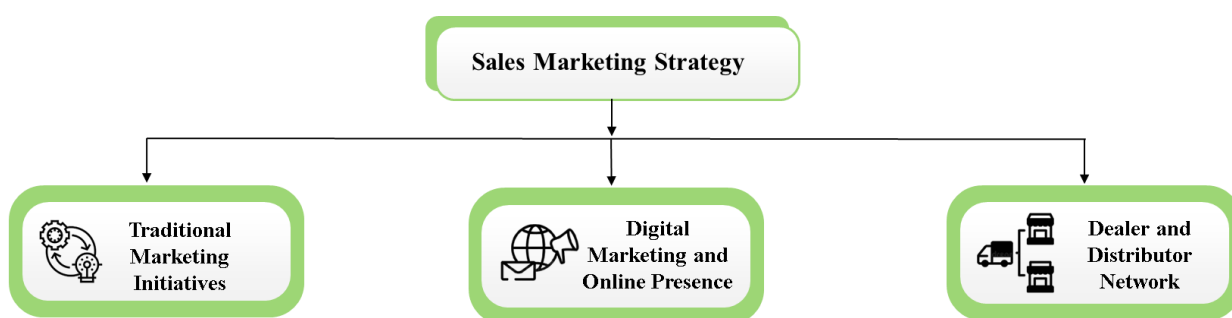 Sales Marketing Strategy
Traditional
Marketing
Initiatives
Digital
Marketing and
Online Presence
Dealer and
Distributor
Network